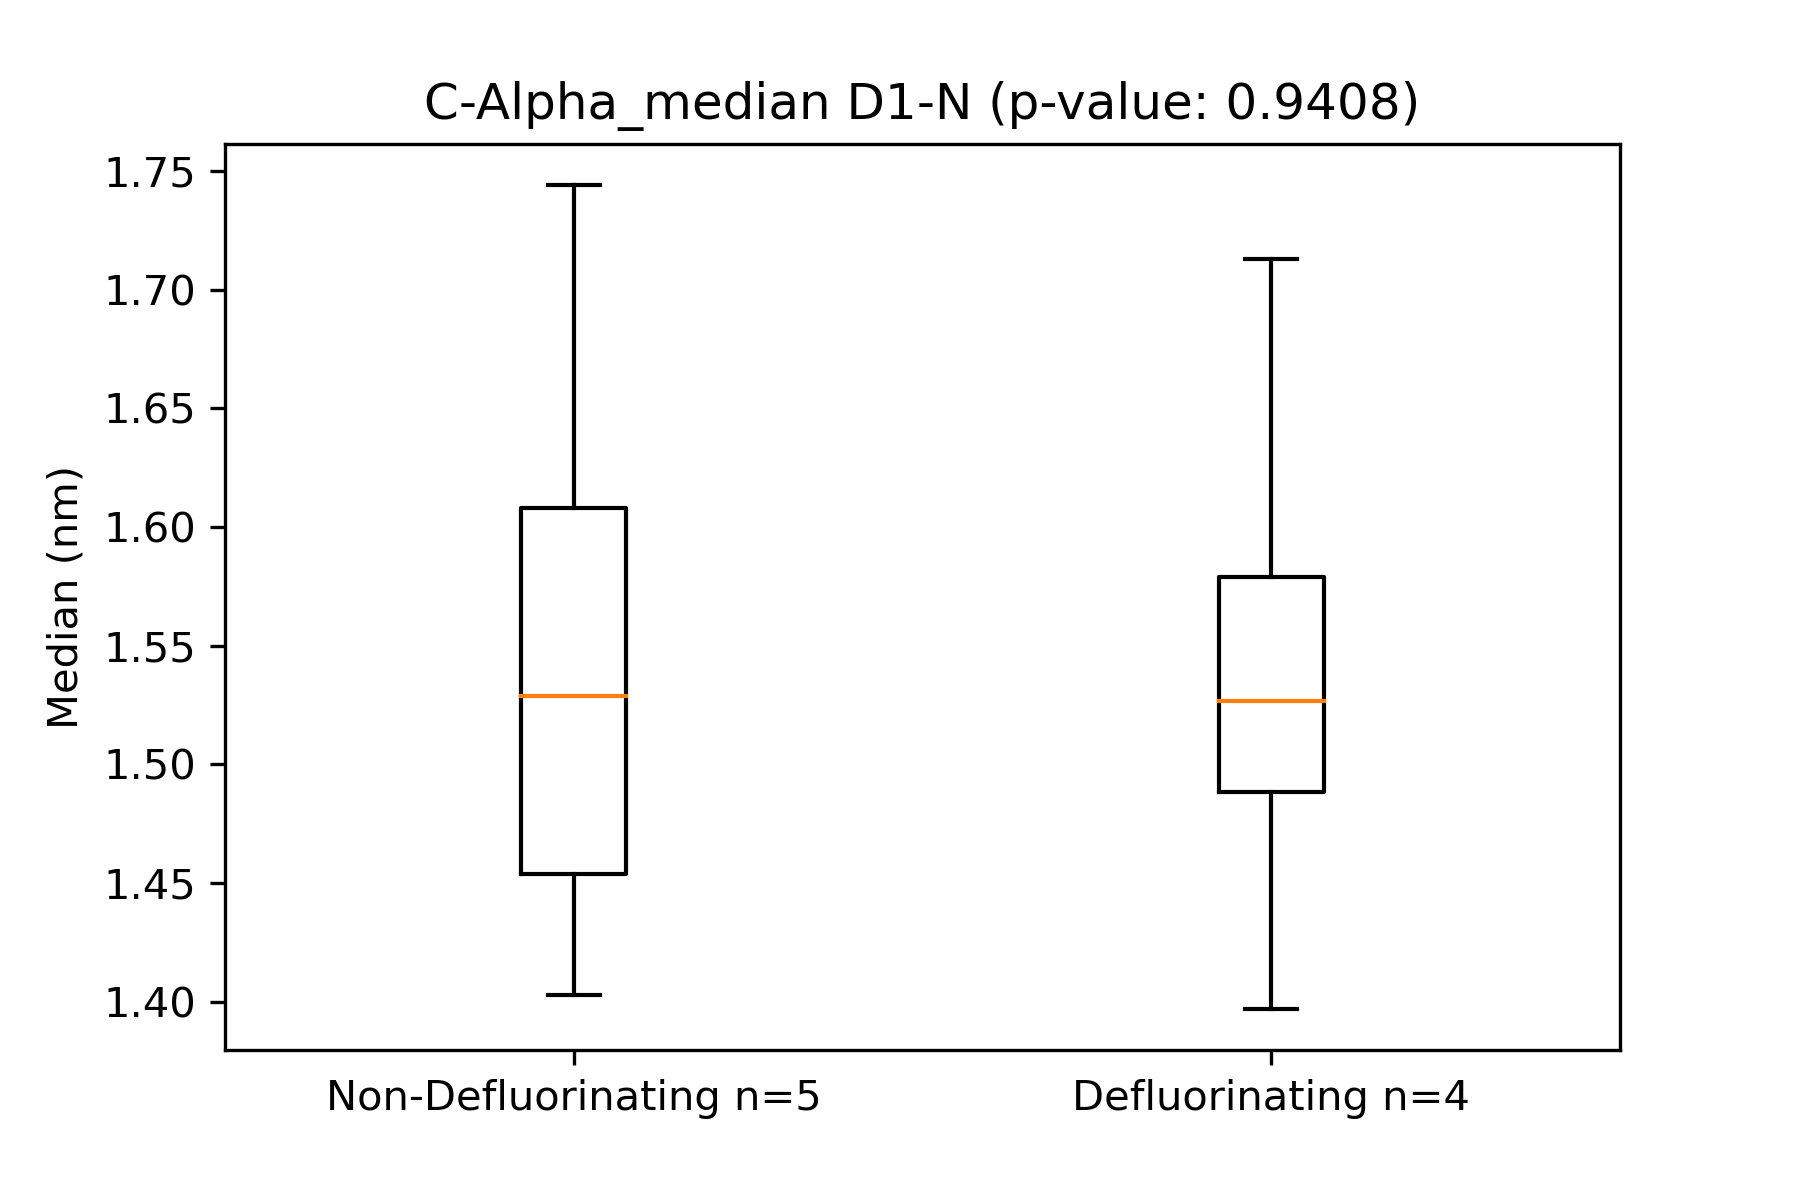 C-Alpha_median D1-N (p-value: 0.9408)
1.75
1.70
1.65
1.60
1.55
1.50
1.45
1.40
Median (nm)
Non-Defluorinating n=5
Defluorinating n=4